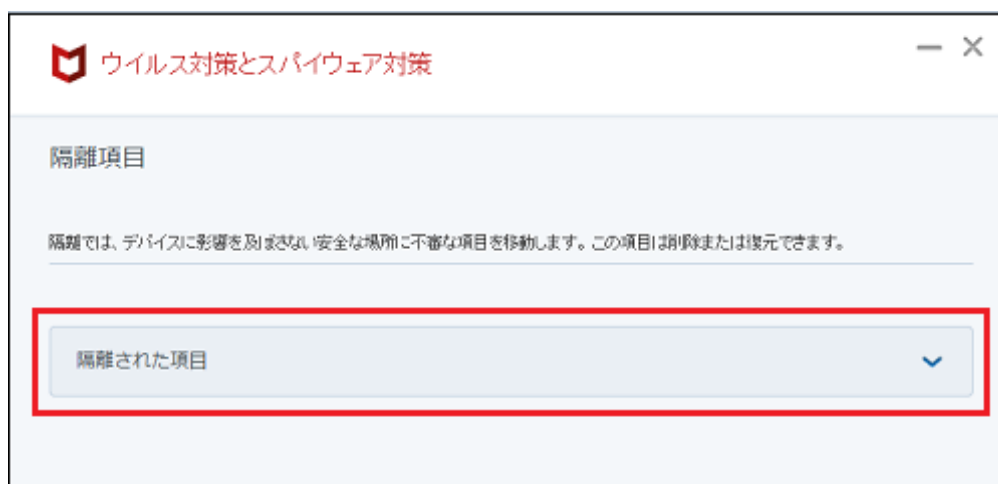 ウイルス対策とスパイウェア対策
隔離項目
隔離では、デバイスに影響を及ぼさない安全な場所に不審な項目を移動します。この項目は削除または復元できます。
隔離された項目